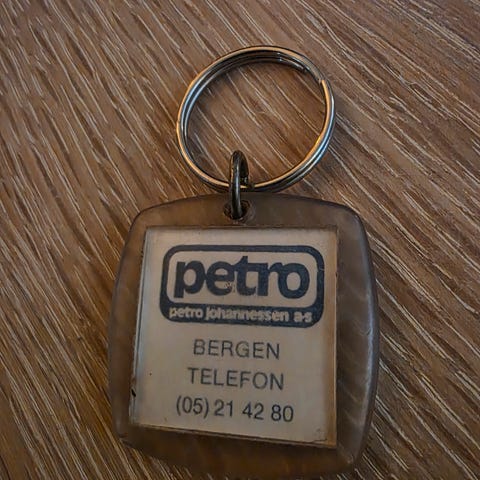 petro
petro johannessen a-s
BERGEN
TELEFON
(05) 21 42 80